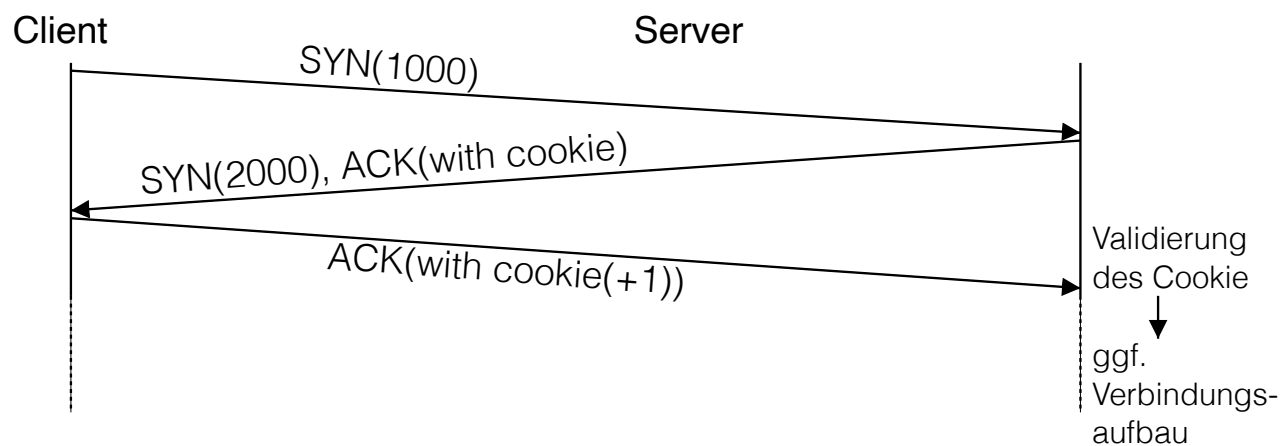 Client
Server
SYN(1000)
SYN(2000), ACK(with cookie)
ACK(with cookie(+1))
Validierung
des Cookie
ggf.
Verbindungs-
aufbau